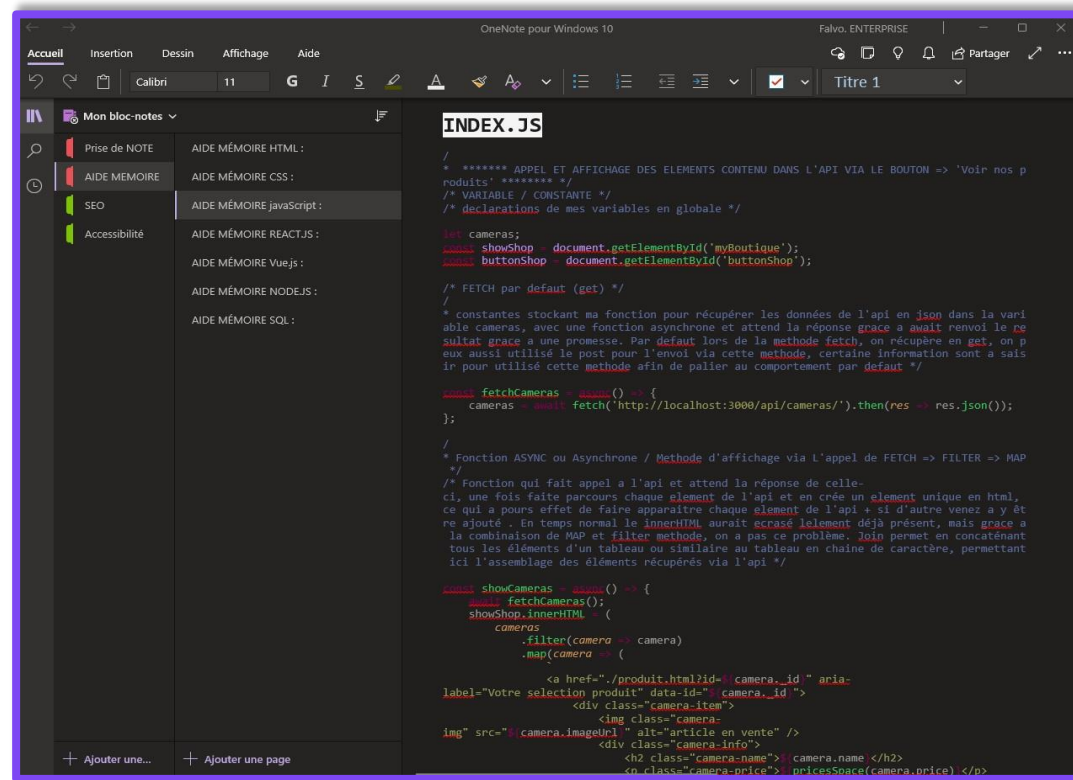 OneNote pour Windows 10
Falvo. ENTERPRISE
Accueil Insertion Dessin Affichage Aide
Partager
Calibri 11 G I S A Titre 1
Mon bloc-notes
Prise de NOTE
AIDE MEMOIRE
SEO
Accessibilité
AIDE MÉMOIRE HTML :
AIDE MÉMOIRE CSS :
AIDE MÉMOIRE javaScript :
AIDE MÉMOIRE REACT.JS :
AIDE MÉMOIRE Vue.js :
AIDE MÉMOIRE NODE.JS :
AIDE MÉMOIRE SQL :
Ajouter une...
Ajouter une page
INDEX.JS
/
* ******* APPEL ET AFFICHAGE DES ELEMENTS CONTENU DANS L'API VIA LE BOUTON => 'Voir nos p
roduits' ******** */
/* VARIABLE / CONSTANTE */
/* declarations de mes variables en globale */
let cameras;
const showShop = document.getElementById('myBoutique');
const buttonShop = document.getElementById('buttonShop');
/* FETCH par defaut (get) */
/
* constantes stockant ma fonction pour récupérer les données de l'api en json dans la vari
able cameras, avec une fonction asynchrone et attend la réponse grace a await renvoi le re
sultat grace a une promesse. Par defaut lors de la methode fetch, on récupère en get, on p
eux aussi utilisé le post pour l'envoi via cette methode, certaine information sont a sais
ir pour utilisé cette methode afin de palier au comportement par defaut */
const fetchCameras = async() => {
cameras = await fetch('http://localhost:3000/api/cameras/').then(res => res.json());
};
/
* Fonction ASYNC ou Asynchrone / Methode d'affichage via L'appel de FETCH => FILTER => MAP
*/
/* Fonction qui fait appel a l'api et attend la réponse de celle-
ci, une fois faite parcours chaque element de l'api et en crée un element unique en html,
ce qui a pours effet de faire apparaitre chaque element de l'api + si d'autre venez a y êt
re ajouté . En temps normal le innerHTML aurait ecrasé lelement déjà présent, mais grace a
la combinaison de MAP et filter methode, on a pas ce problème. Join permet en concaténant
tous les éléments d'un tableau ou similaire au tableau en chaine de caractère, permettant
ici l'assemblage des éléments récupérés via l'api */
const showCameras = async() => {
await fetchCameras();
showShop.innerHTML = (
cameras
.filter(camera => camera)
.map(camera => (
`
<a href="./produit.html?id=${camera._id}" aria-
label="Votre selection produit" data-id="${camera._id}">
<div class="camera-item">
<img class="camera-
img" src="${camera.imageUrl}" alt="article en vente" />
<div class="camera-info">
<h2 class="camera-name">${camera.name}</h2>
<p class="camera-price">${pricesSpace(camera.price)}</p>